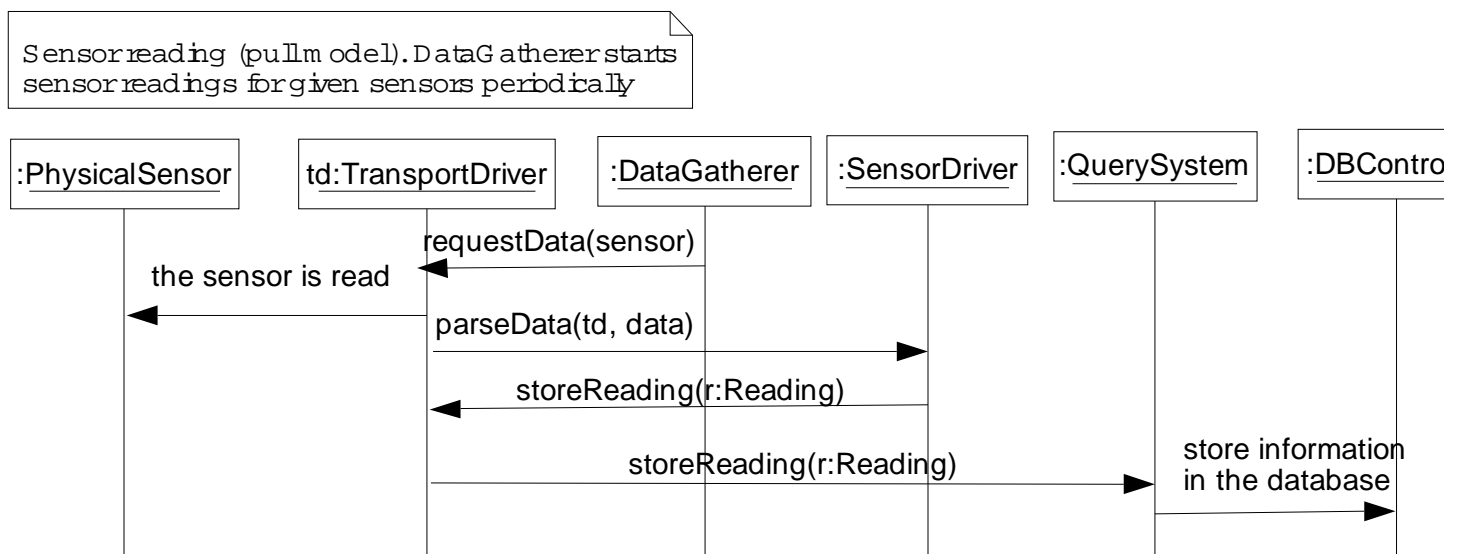 Sensor reading (pull model). DataGatherer starts
sensor readings for given sensors periodically
:PhysicalSensor
td:TransportDriver
:DataGatherer
:SensorDriver
:QuerySystem
:DBContro
requestData(sensor)
the sensor is read
parseData(td, data)
storeReading(r:Reading)
storeReading(r:Reading)
store information
in the database